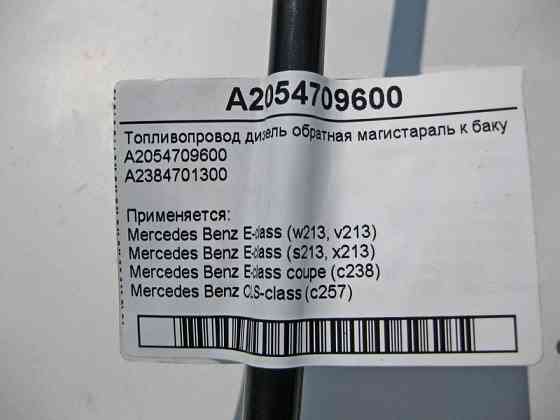 A2054709600
Топливопровод дизель обратная магистараль к баку
A2054709600
A2384701300
Применяется:
Mercedes Benz E-class (w213, v213)
Mercedes Benz E-class (s213, x213)
Mercedes Benz E-class coupe (c238)
Mercedes Benz CLS-class (c257)